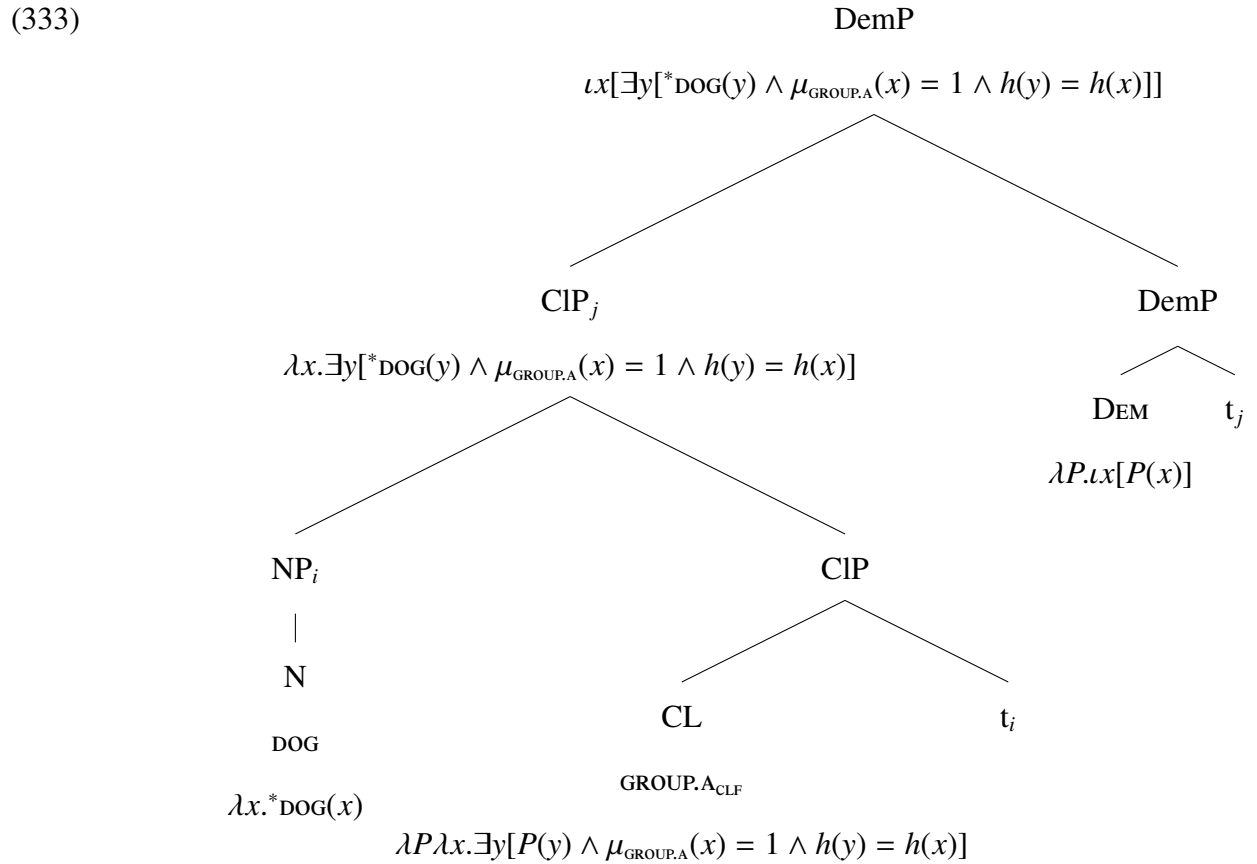 (333) DemP
ιx[∃y[*DOG(y) ∧ μGROUP.A(x) = 1 ∧ h(y) = h(x)]]
ClPj DemP
λx.∃y[*DOG(y) ∧ μGROUP.A(x) = 1 ∧ h(y) = h(x)]
DEM tj
λP.ιx[P(x)]
NPi ClP
N
CL ti
DOG
GROUP.ACLF
λx.*DOG(x)
λPλx.∃y[P(y) ∧ μGROUP.A(x) = 1 ∧ h(y) = h(x)]